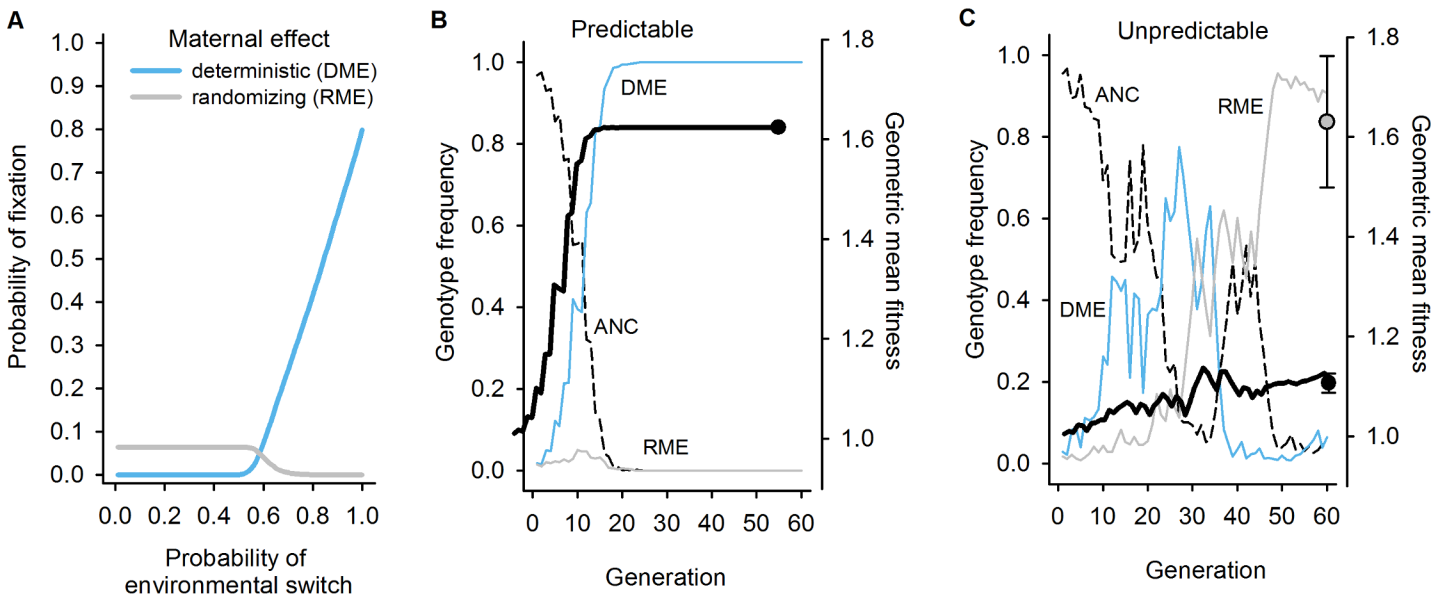 A
Maternal effect
deterministic (DME)
randomizing (RME)
1.0
0.9
0.8
0.7
0.6
0.5
0.4
0.3
0.2
0.1
0.0
Probability of fixation
0.0 0.2 0.4 0.6 0.8 1.0
Probability of
environmental switch
B
Predictable
1.0
0.8
0.6
0.4
0.2
0.0
Genotype frequency
DME
ANC
RME
1.8
1.6
1.4
1.2
1.0
Geometric mean fitness
0 10 20 30 40 50 60
Generation
C
Unpredictable
1.0
0.8
0.6
0.4
0.2
0.0
Genotype frequency
ANC
RME
DME
1.8
1.6
1.4
1.2
1.0
Geometric mean fitness
0 10 20 30 40 50 60
Generation